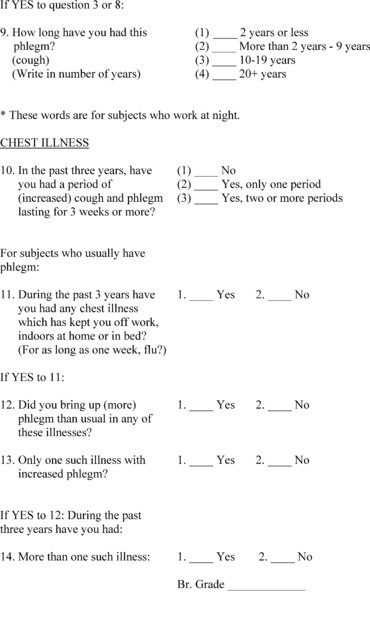 If YES to question 3 or 8:
9. How long have you had this (1) ____ 2 years or less
phlegm? (2) ____ More than 2 years - 9 years
(cough) (3) ____ 10-19 years
(Write in number of years) (4) ____ 20+ years
* These words are for subjects who work at night.
CHEST ILLNESS
10. In the past three years, have (1) ____ No
you had a period of (2) ____ Yes, only one period
(increased) cough and phlegm (3) ____ Yes, two or more periods
lasting for 3 weeks or more?
For subjects who usually have
phlegm:
11. During the past 3 years have 1. ____ Yes 2. ____ No
you had any chest illness
which has kept you off work,
indoors at home or in bed?
(For as long as one week, flu?)
If YES to 11:
12. Did you bring up (more) 1. ____ Yes 2. ____ No
phlegm than usual in any of
these illnesses?
13. Only one such illness with 1. ____ Yes 2. ____ No
increased phlegm?
If YES to 12: During the past
three years have you had:
14. More than one such illness: 1. ____ Yes 2. ____ No
Br. Grade _____________